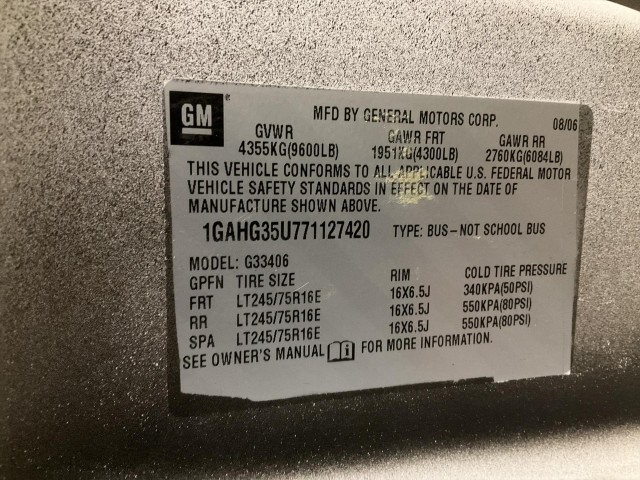 GM ®
MFD BY GENERAL MOTORS CORP. 08/06
GVWR GAWR FRT GAWR RR
4355KG(9600LB) 1951KG(4300LB) 2760KG(6084LB)
THIS VEHICLE CONFORMS TO ALL APPLICABLE U.S. FEDERAL MOTOR
VEHICLE SAFETY STANDARDS IN EFFECT ON THE DATE OF
MANUFACTURE SHOWN ABOVE.
1GAHG35U771127420 TYPE: BUS-NOT SCHOOL BUS
MODEL: G33406
GPFN TIRE SIZE RIM COLD TIRE PRESSURE
FRT LT245/75R16E 16X6.5J 340KPA(50PSI)
RR LT245/75R16E 16X6.5J 550KPA(80PSI)
SPA LT245/75R16E 16X6.5J 550KPA(80PSI)
SEE OWNER'S MANUAL FOR MORE INFORMATION.